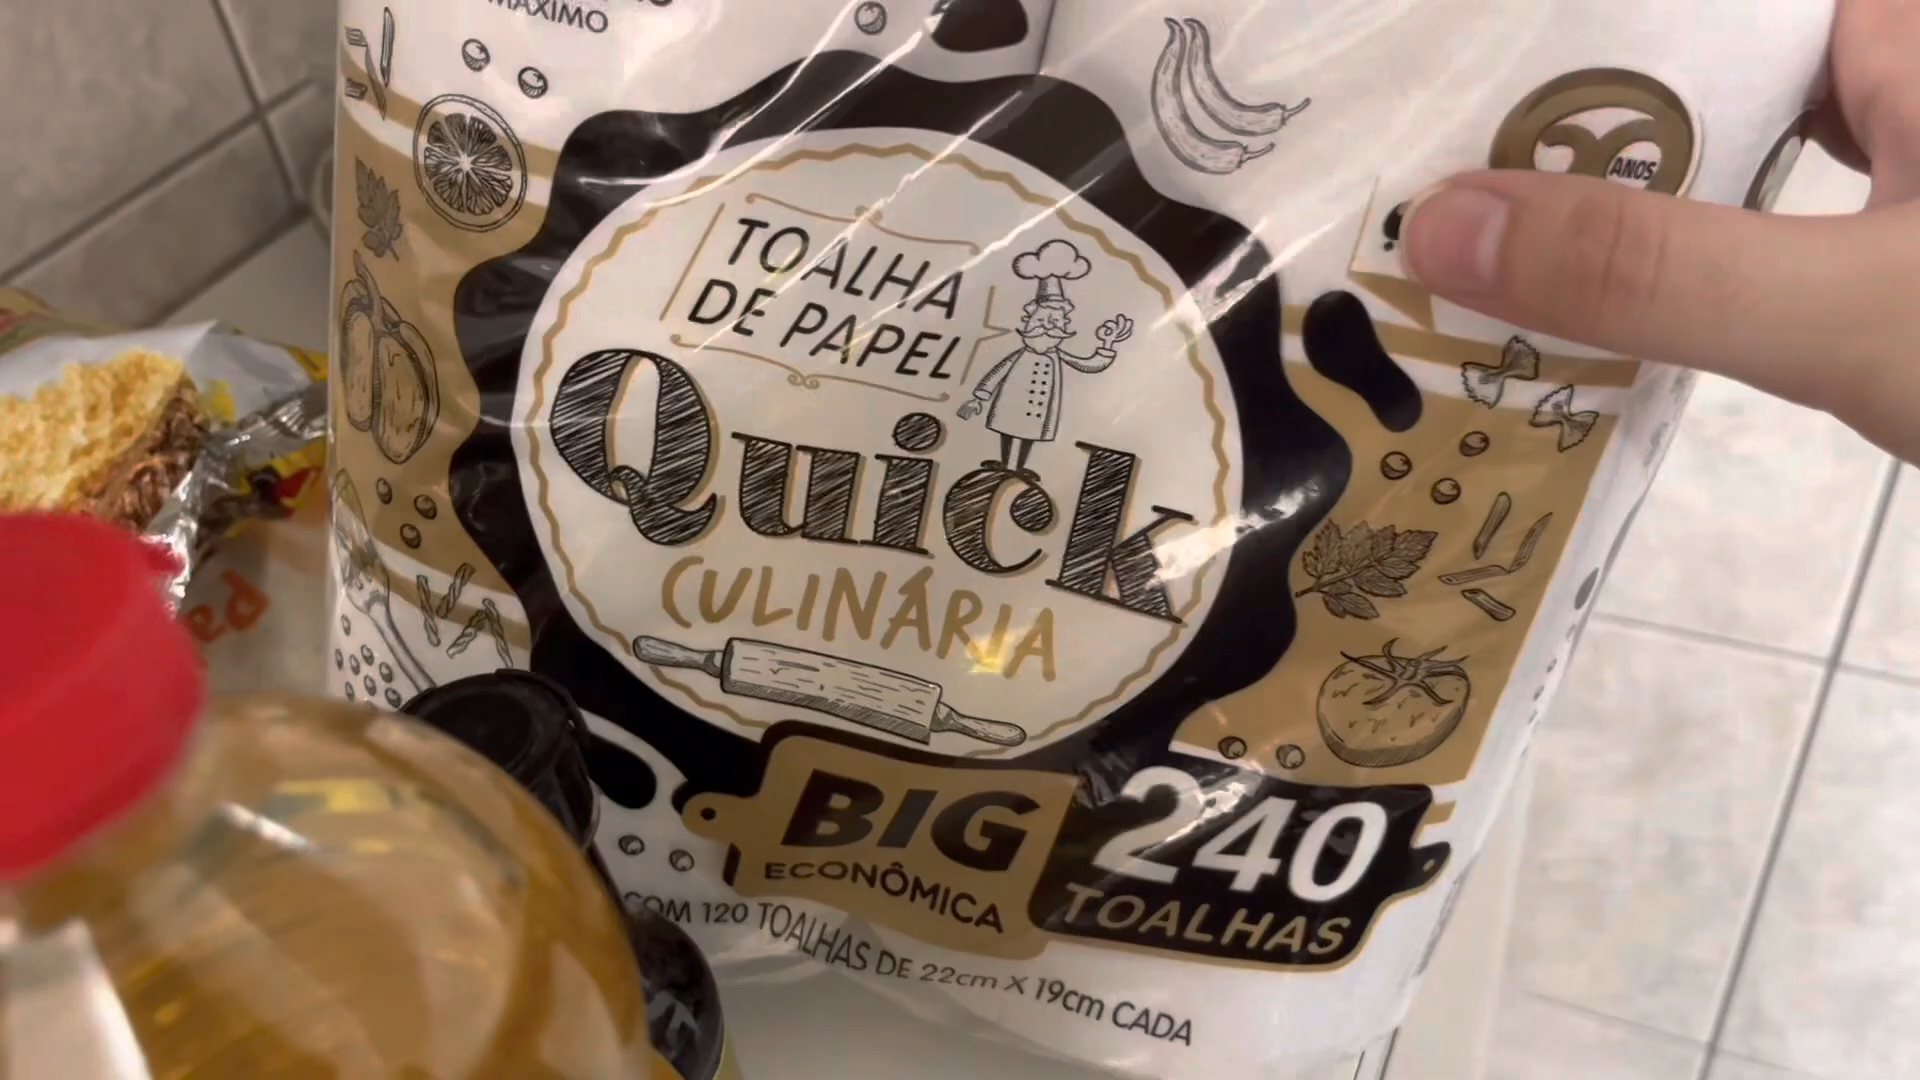 MÁXIMO
ANOS
TOALHA
DE PAPEL
Quick
CULINÁRIA
BIG
ECONÔMICA
240
TOALHAS
COM 120 TOALHAS DE 22cm X 19cm CADA